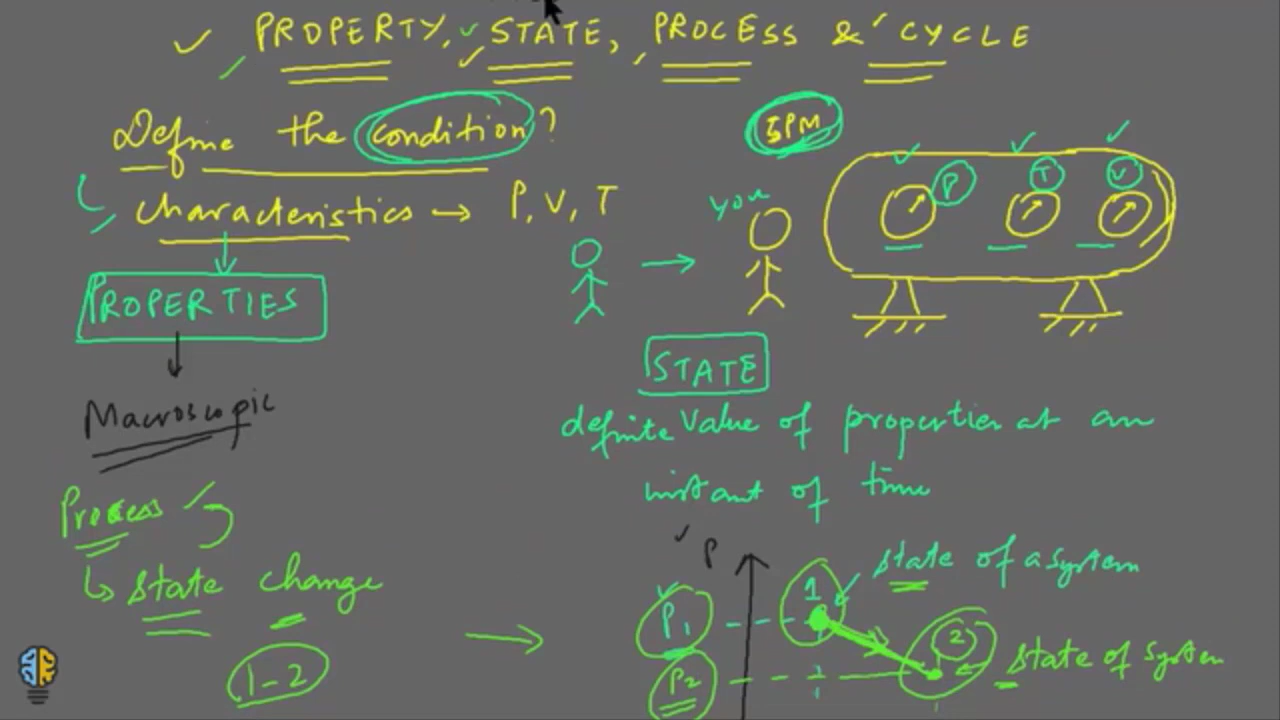 PROPERTY, STATE, PROCESS & CYCLE
Define the condition?
characteristics → P, V, T
PROPERTIES
Macroscopic
Process
state change
1-2
5PM
you
P T V
STATE
definite value of properties at an
instant of time
P
state of a system
1
P1
2
state of system
P2